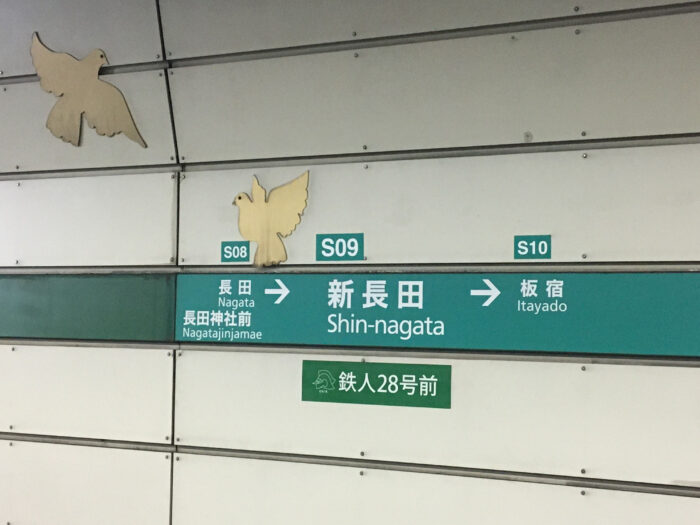 S08
S09
S10
長田
Nagata
長田神社前
Nagatajinjamae
→
新長田
Shin-nagata
→
板宿
Itayado
鉄人28号前